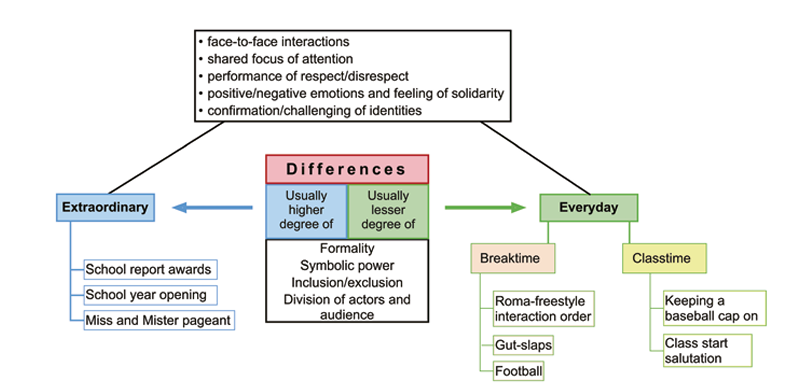 • face-to-face interactions
• shared focus of attention
• performance of respect/disrespect
• positive/negative emotions and feeling of solidarity
• confirmation/challenging of identities
Differences
Usually
higher
degree of
Usually
lesser
degree of
Formality
Symbolic power
Inclusion/exclusion
Division of actors and
audience
Extraordinary
School report awards
School year opening
Miss and Mister pageant
Everyday
Breaktime
Roma-freestyle
interaction order
Gut-slaps
Football
Classtime
Keeping a
baseball cap on
Class start
salutation